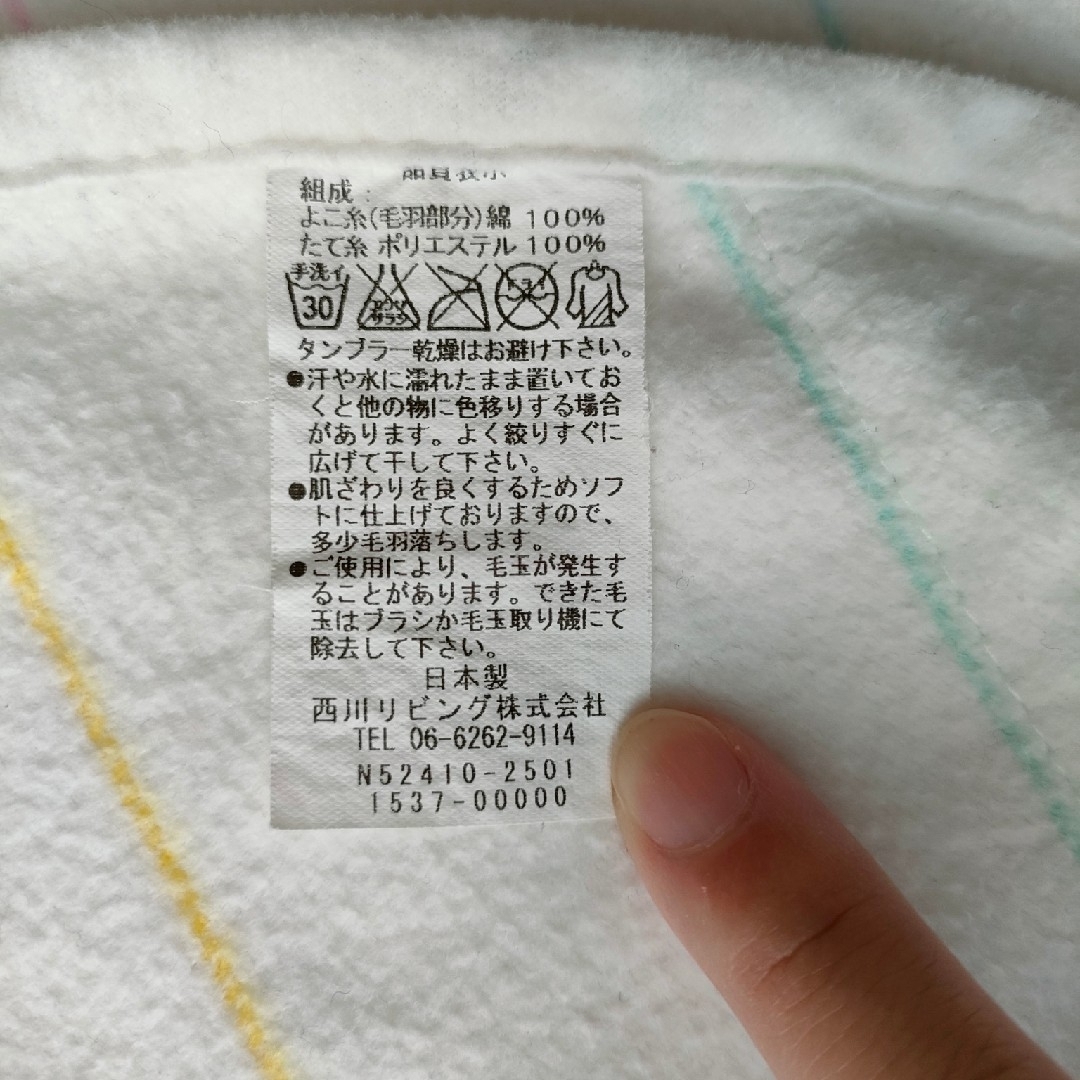 組成:
よこ糸(毛羽部分)綿 100%
たて糸 ポリエステル 100%
手洗イ
30
エンソ
サラシ
タンブラー乾燥はお避け下さい。
●汗や水に濡れたまま置いてお
くと他の物に色移りする場合
があります。よく絞りすぐに
広げて干して下さい。
●肌ざわりを良くするためソフ
トに仕上げておりますので、
多少毛羽落ちします。
●ご使用により、毛玉が発生す
ることがあります。できた毛
玉はブラシか毛玉取り機にて
除去して下さい。
日本製
西川リビング株式会社
TEL 06-6262-9114
N52410-2501
1537-00000